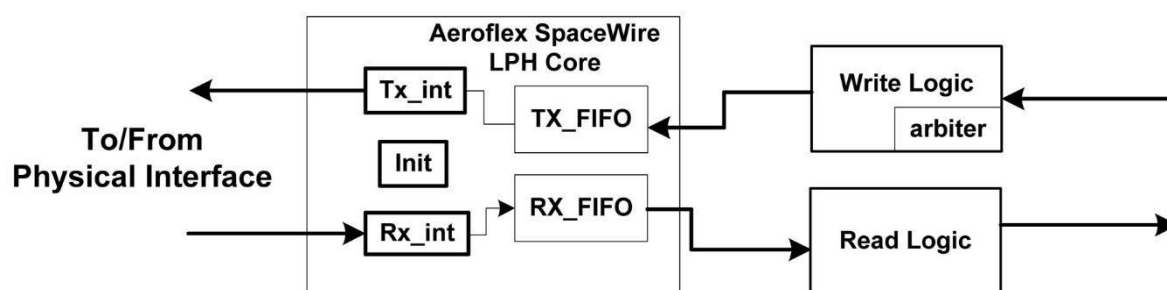 Aeroflex SpaceWire
LPH Core
Tx_int
TX_FIFO
Write Logic
arbiter
To/From
Physical Interface
Init
Rx_int
RX_FIFO
Read Logic